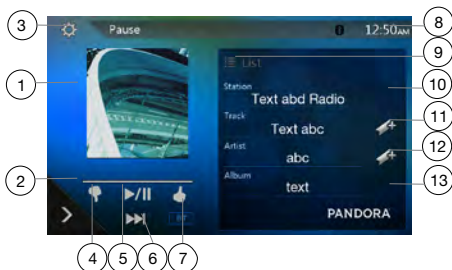 3
Pause
12:50AM
8
9
List
1
Station
Text abd Radio
10
Track
Text abc
11
Artist
abc
12
2
Album
text
13
BT
PANDORA
4
5
6
7